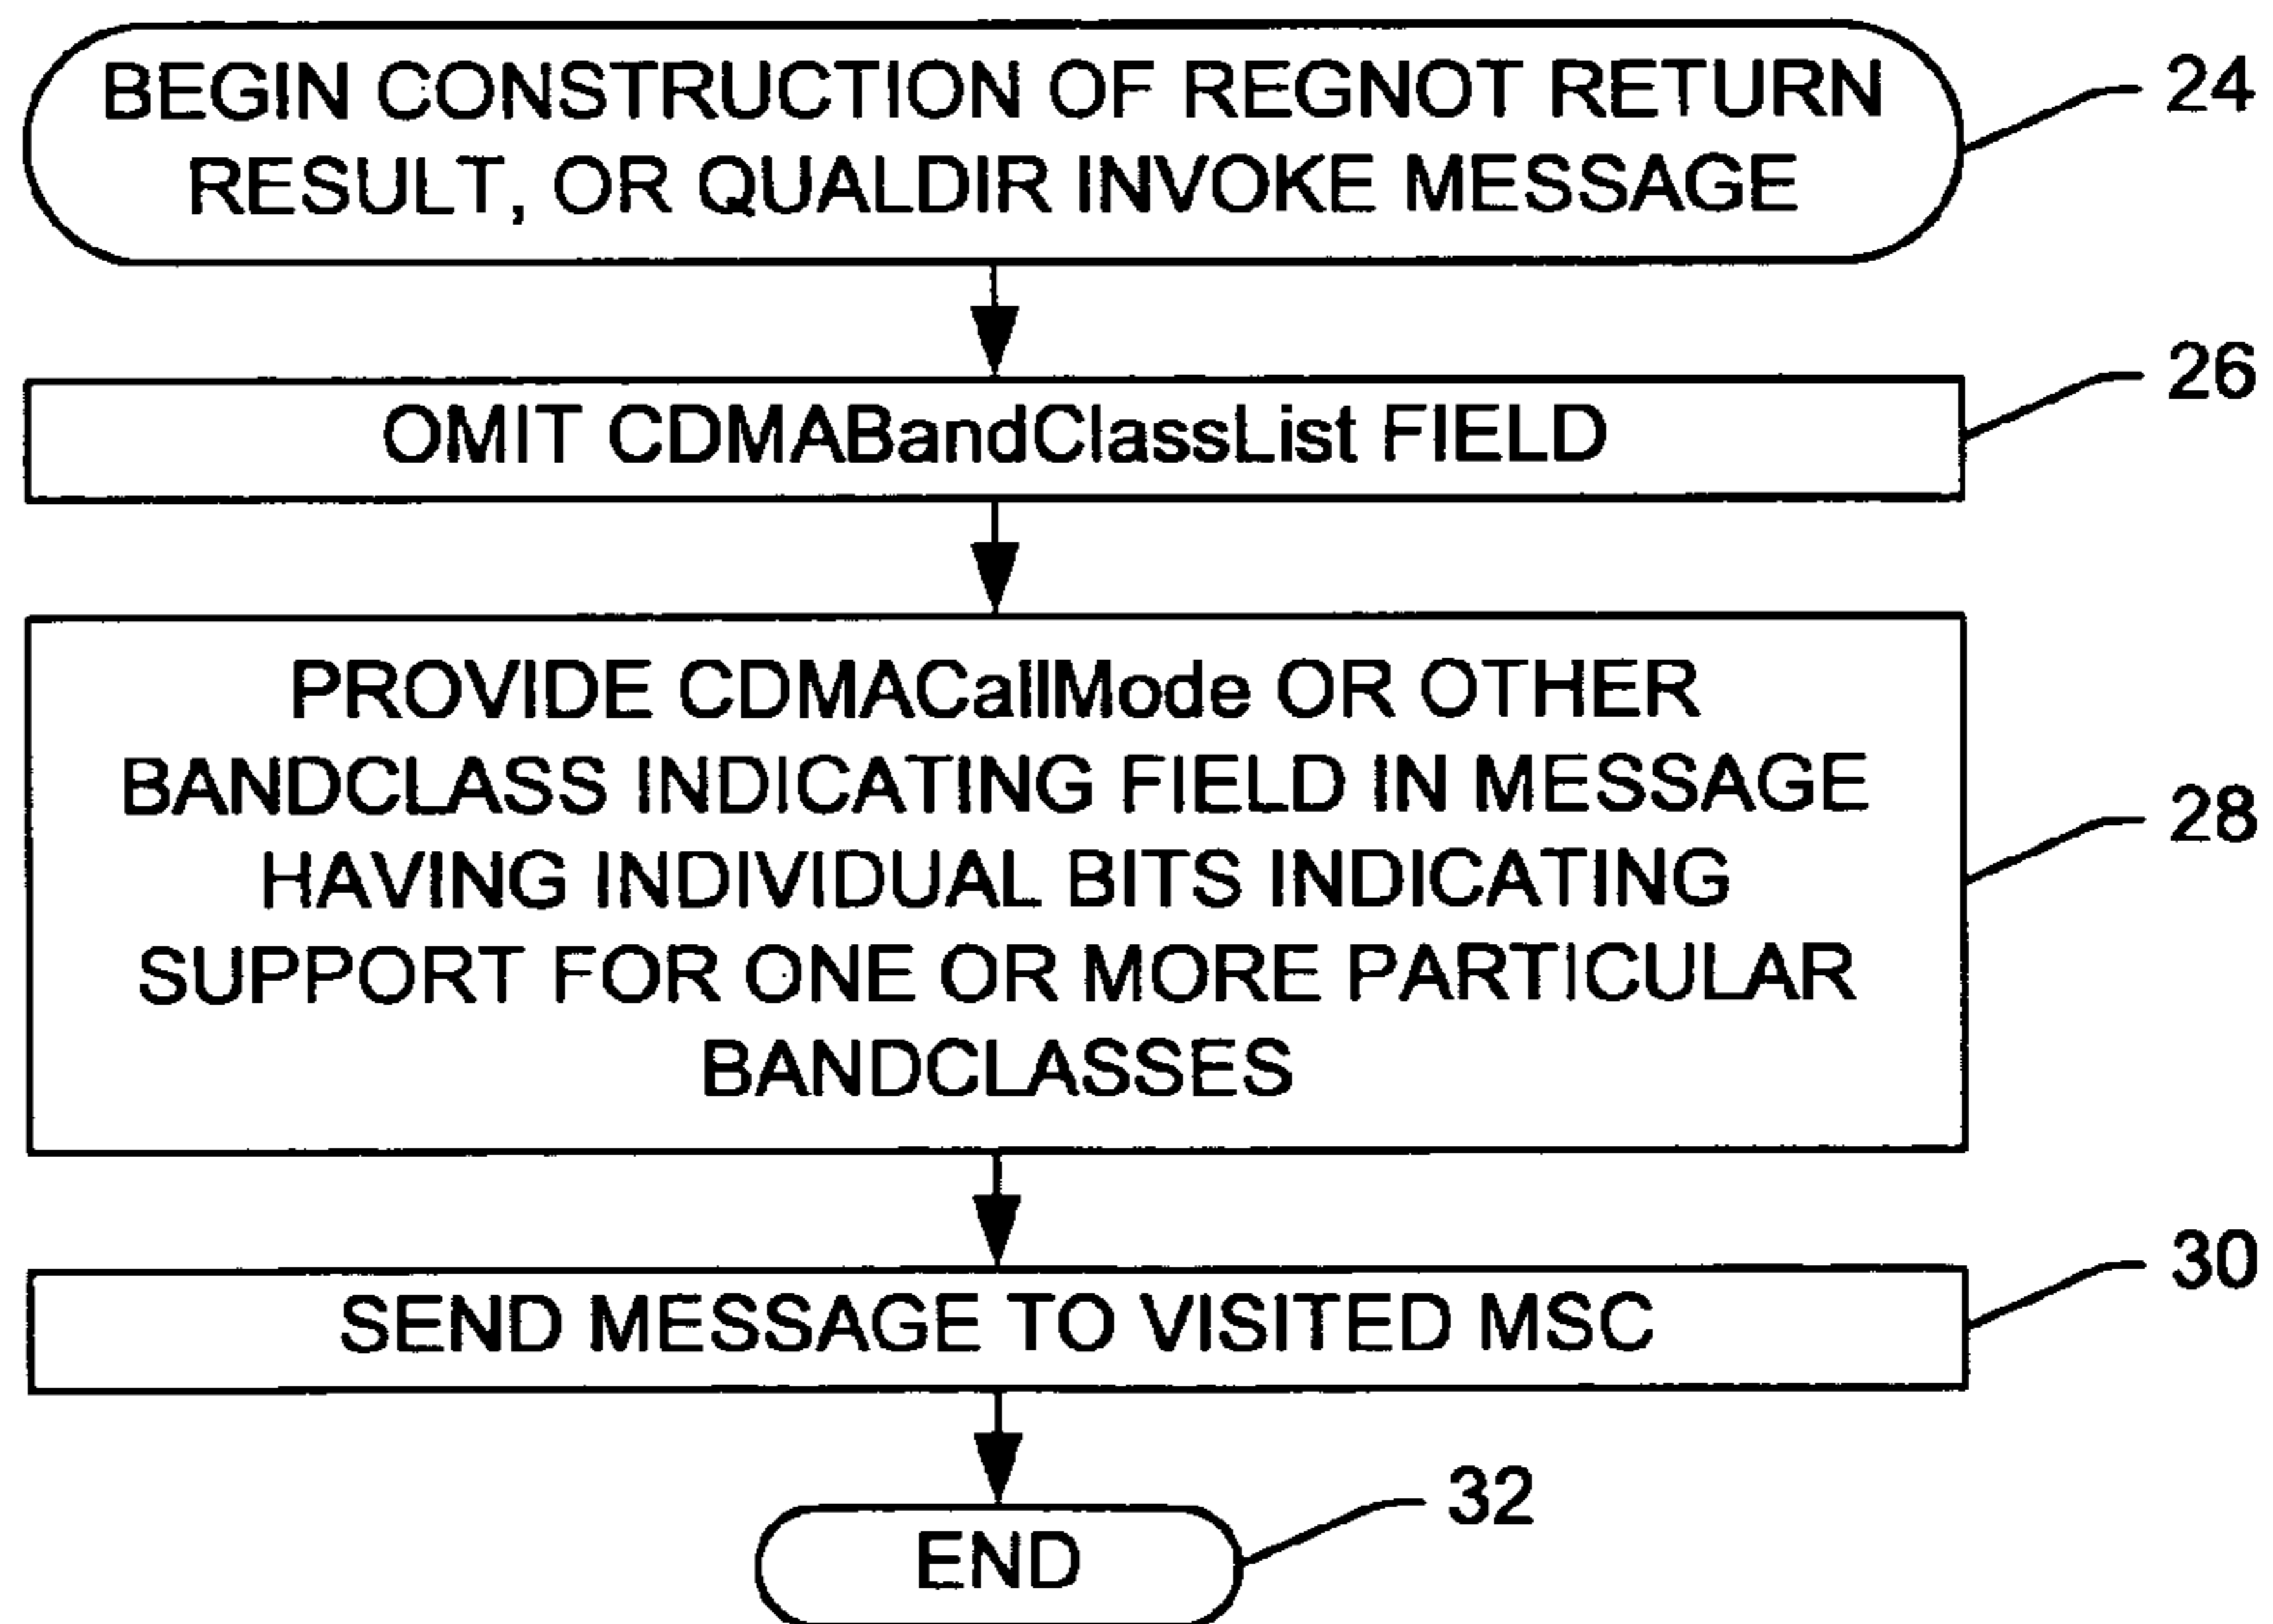 BEGIN CONSTRUCTION OF REGNOT RETURN
RESULT, OR QUALDIR INVOKE MESSAGE
24
OMIT CDMABandClassList FIELD
26
PROVIDE CDMACallMode OR OTHER
BANDCLASS INDICATING FIELD IN MESSAGE
HAVING INDIVIDUAL BITS INDICATING
SUPPORT FOR ONE OR MORE PARTICULAR
BANDCLASSES
28
SEND MESSAGE TO VISITED MSC
30
END
32